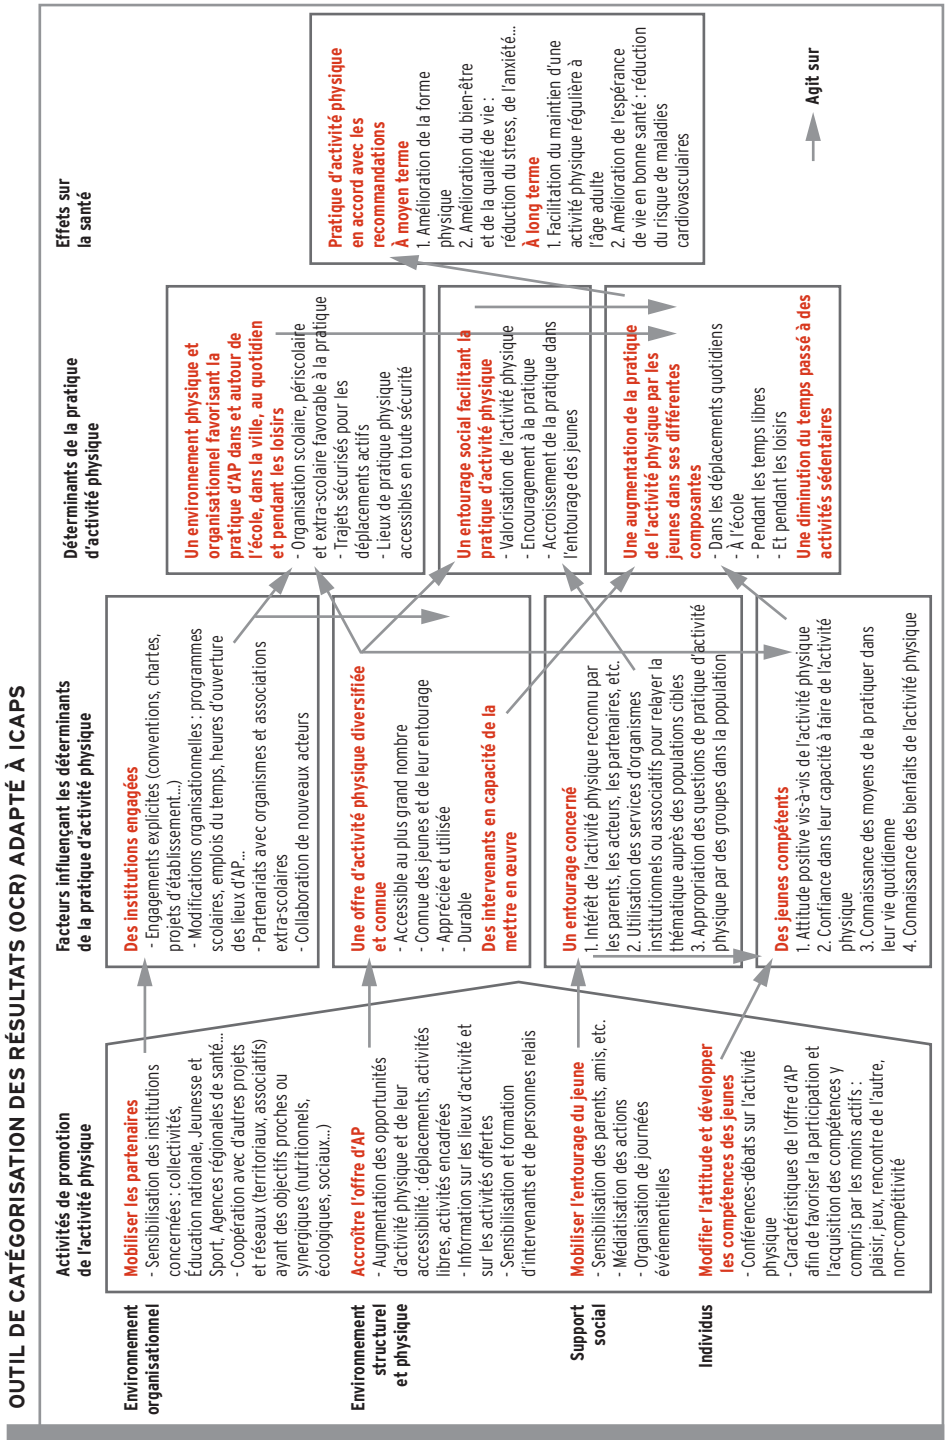 OUTIL DE CATÉGORISATION DES RÉSULTATS (OCR) ADAPTÉ À ICAPS
Activités de promotion
de l'activité physique
Facteurs influençant les déterminants
de la pratique d'activité physique
Déterminants de la pratique
d'activité physique
Effets sur
la santé
Environnement
organisationnel
Mobiliser les partenaires
- Sensibilisation des institutions
concernées : collectivités,
Éducation nationale, Jeunesse et
Sport, Agences régionales de santé...
- Coopération avec d'autres projets
et réseaux (territoriaux, associatifs)
ayant des objectifs proches ou
synergiques (nutritionnels,
écologiques, sociaux...)
Environnement
structurel
et physique
Accroître l'offre d'AP
- Augmentation des opportunités
d'activité physique et de leur
accessibilité : déplacements, activités
libres, activités encadrées
- Information sur les lieux d'activité et
sur les activités offertes
- Sensibilisation et formation
d'intervenants et de personnes relais
Support
social
Mobiliser l'entourage du jeune
- Sensibilisation des parents, amis, etc.
- Médiatisation des actions
- Organisation de journées
événementielles
Individus
Modifier l'attitude et développer
les compétences des jeunes
- Conférences-débats sur l'activité
physique
- Caractéristiques de l'offre d'AP
afin de favoriser la participation et
l'acquisition des compétences y
compris par les moins actifs :
plaisir, jeux, rencontre de l'autre,
non-compétitivité
Des institutions engagées
- Engagements explicites (conventions, chartes,
projets d'établissement...)
- Modifications organisationnelles : programmes
scolaires, emplois du temps, heures d'ouverture
des lieux d'AP...
- Partenariats avec organismes et associations
extra-scolaires
- Collaboration de nouveaux acteurs
Une offre d'activité physique diversifiée
et connue
- Accessible au plus grand nombre
- Connue des jeunes et de leur entourage
- Appréciée et utilisée
- Durable
Des intervenants en capacité de la
mettre en œuvre
Un entourage concerné
1. Intérêt de l'activité physique reconnu par
les parents, les acteurs, les partenaires, etc.
2. Utilisation des services d'organismes
institutionnels ou associatifs pour relayer la
thématique auprès des populations cibles
3. Appropriation des questions de pratique d'activité
physique par des groupes dans la population
Des jeunes compétents
1. Attitude positive vis-à-vis de l'activité physique
2. Confiance dans leur capacité à faire de l'activité
physique
3. Connaissance des moyens de la pratiquer dans
leur vie quotidienne
4. Connaissance des bienfaits de l'activité physique
Un environnement physique et
organisationnel favorisant la
pratique d'AP dans et autour de
l'école, dans la ville, au quotidien
et pendant les loisirs
- Organisation scolaire, périscolaire
et extra-scolaire favorable à la pratique
- Trajets sécurisés pour les
déplacements actifs
- Lieux de pratique physique
accessibles en toute sécurité
Un entourage social facilitant la
pratique d'activité physique
- Valorisation de l'activité physique
- Encouragement à la pratique
- Accroissement de la pratique dans
l'entourage des jeunes
Une augmentation de la pratique
de l'activité physique par les
jeunes dans ses différentes
composantes
- Dans les déplacements quotidiens
- À l'école
- Pendant les temps libres
- Et pendant les loisirs
Une diminution du temps passé à des
activités sédentaires
Pratique d'activité physique
en accord avec les
recommandations
À moyen terme
1. Amélioration de la forme
physique
2. Amélioration du bien-être
et de la qualité de vie :
réduction du stress, de l'anxiété...
À long terme
1. Facilitation du maintien d'une
activité physique régulière à
l'âge adulte
2. Amélioration de l'espérance
de vie en bonne santé : réduction
du risque de maladies
cardiovasculaires
Agit sur